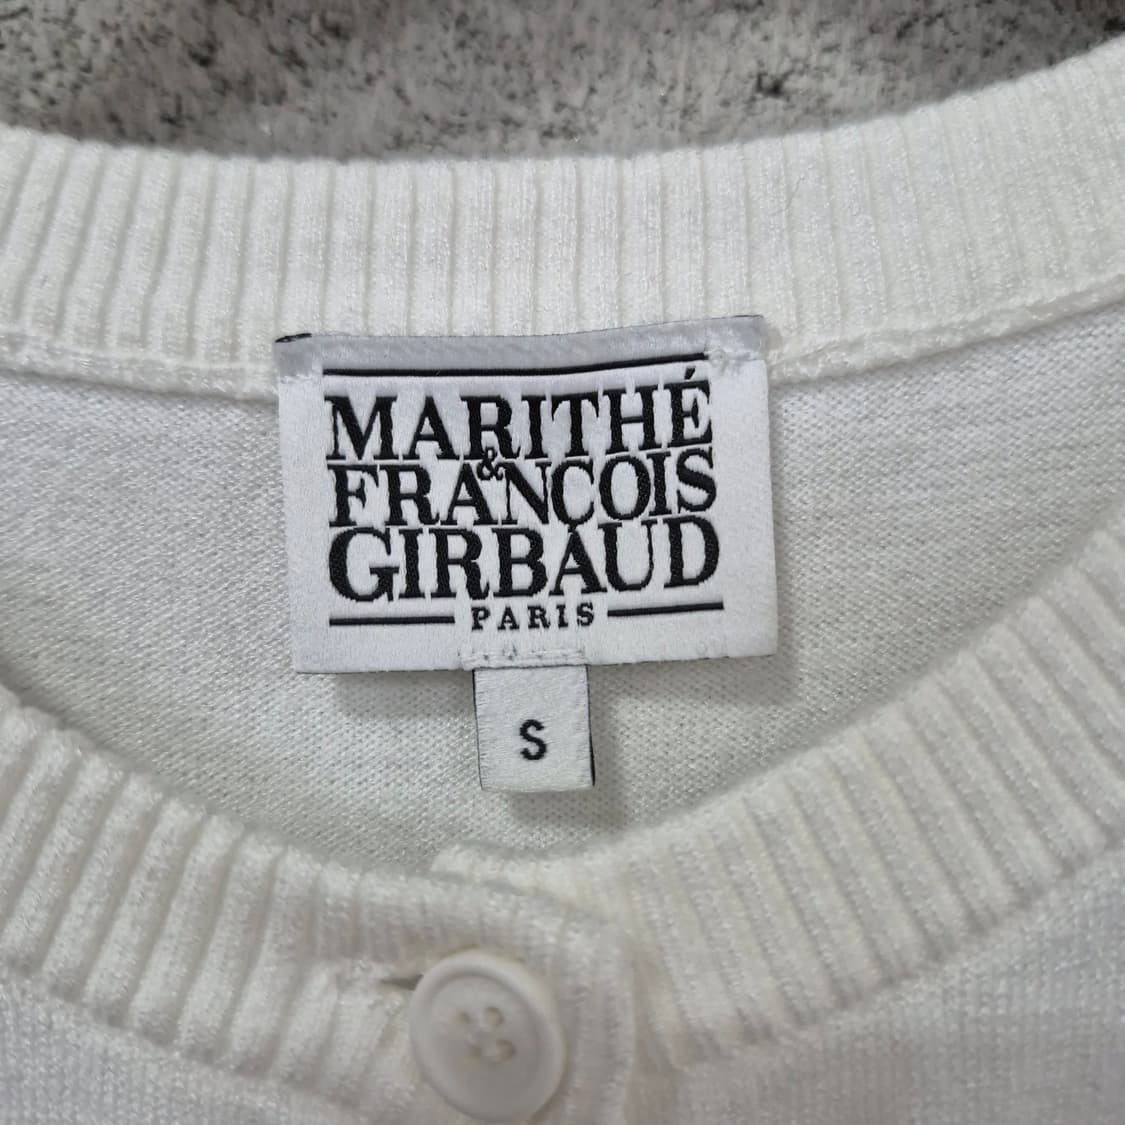 MARITHÉ
&
FRANÇOIS
GIRBAUD
PARIS
S